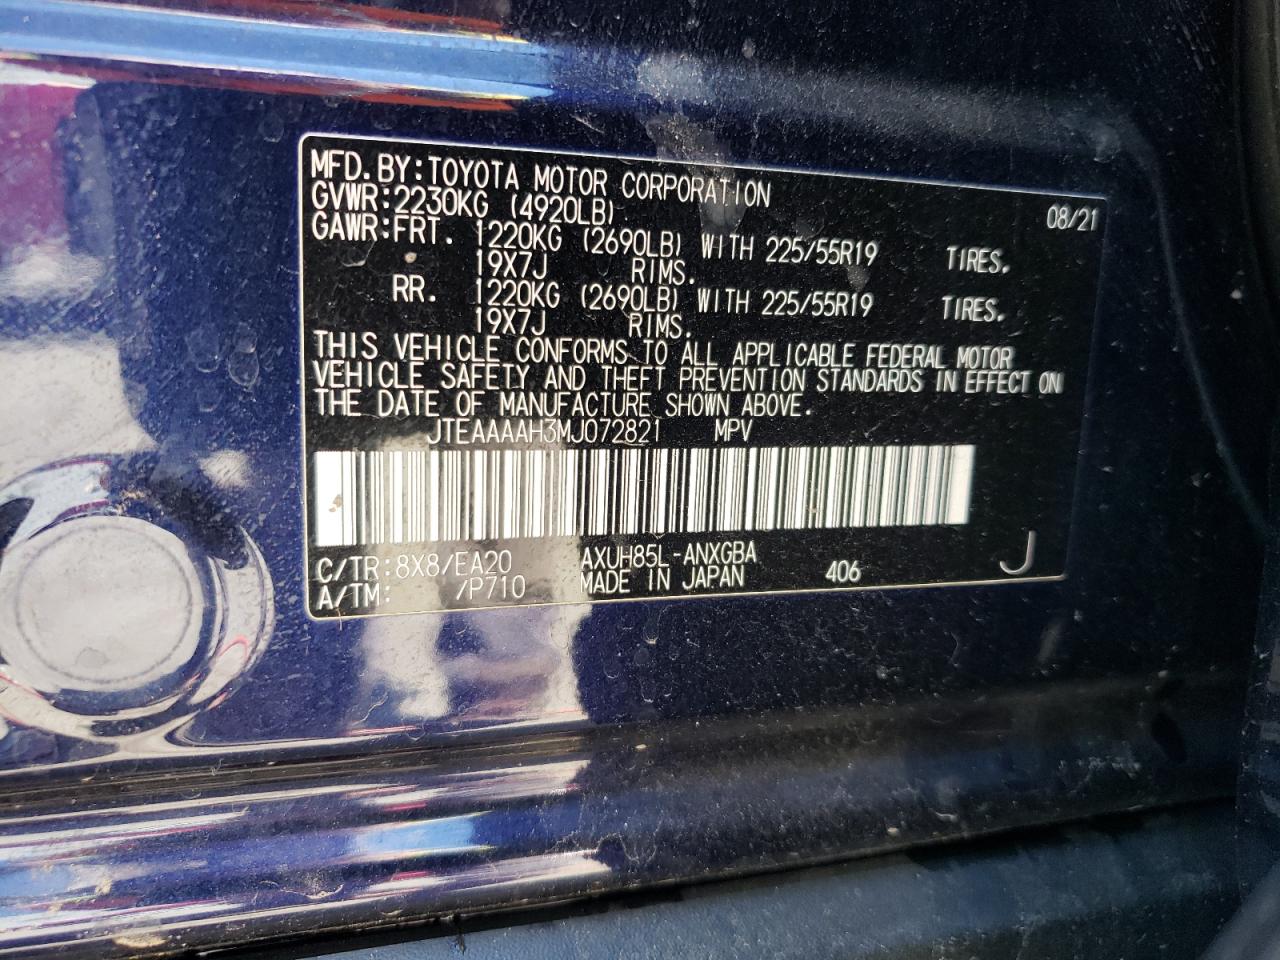 MFD.BY:TOYOTA MOTOR CORPORATION 08/21
GVWR:2230KG (4920LB)
GAWR:FRT. 1220KG (2690LB) WITH 225/55R19 TIRES.
19X7J RIMS.
RR. 1220KG (2690LB) WITH 225/55R19 TIRES.
19X7J RIMS.
THIS VEHICLE CONFORMS TO ALL APPLICABLE FEDERAL MOTOR
VEHICLE SAFETY AND THEFT PREVENTION STANDARDS IN EFFECT ON
THE DATE OF MANUFACTURE SHOWN ABOVE.
JTEAAAAH3MJ072821 MPV
C/TR:8X8/EA20 AXUH85L-ANXGBA
A/TM: /P710 MADE IN JAPAN 406 J